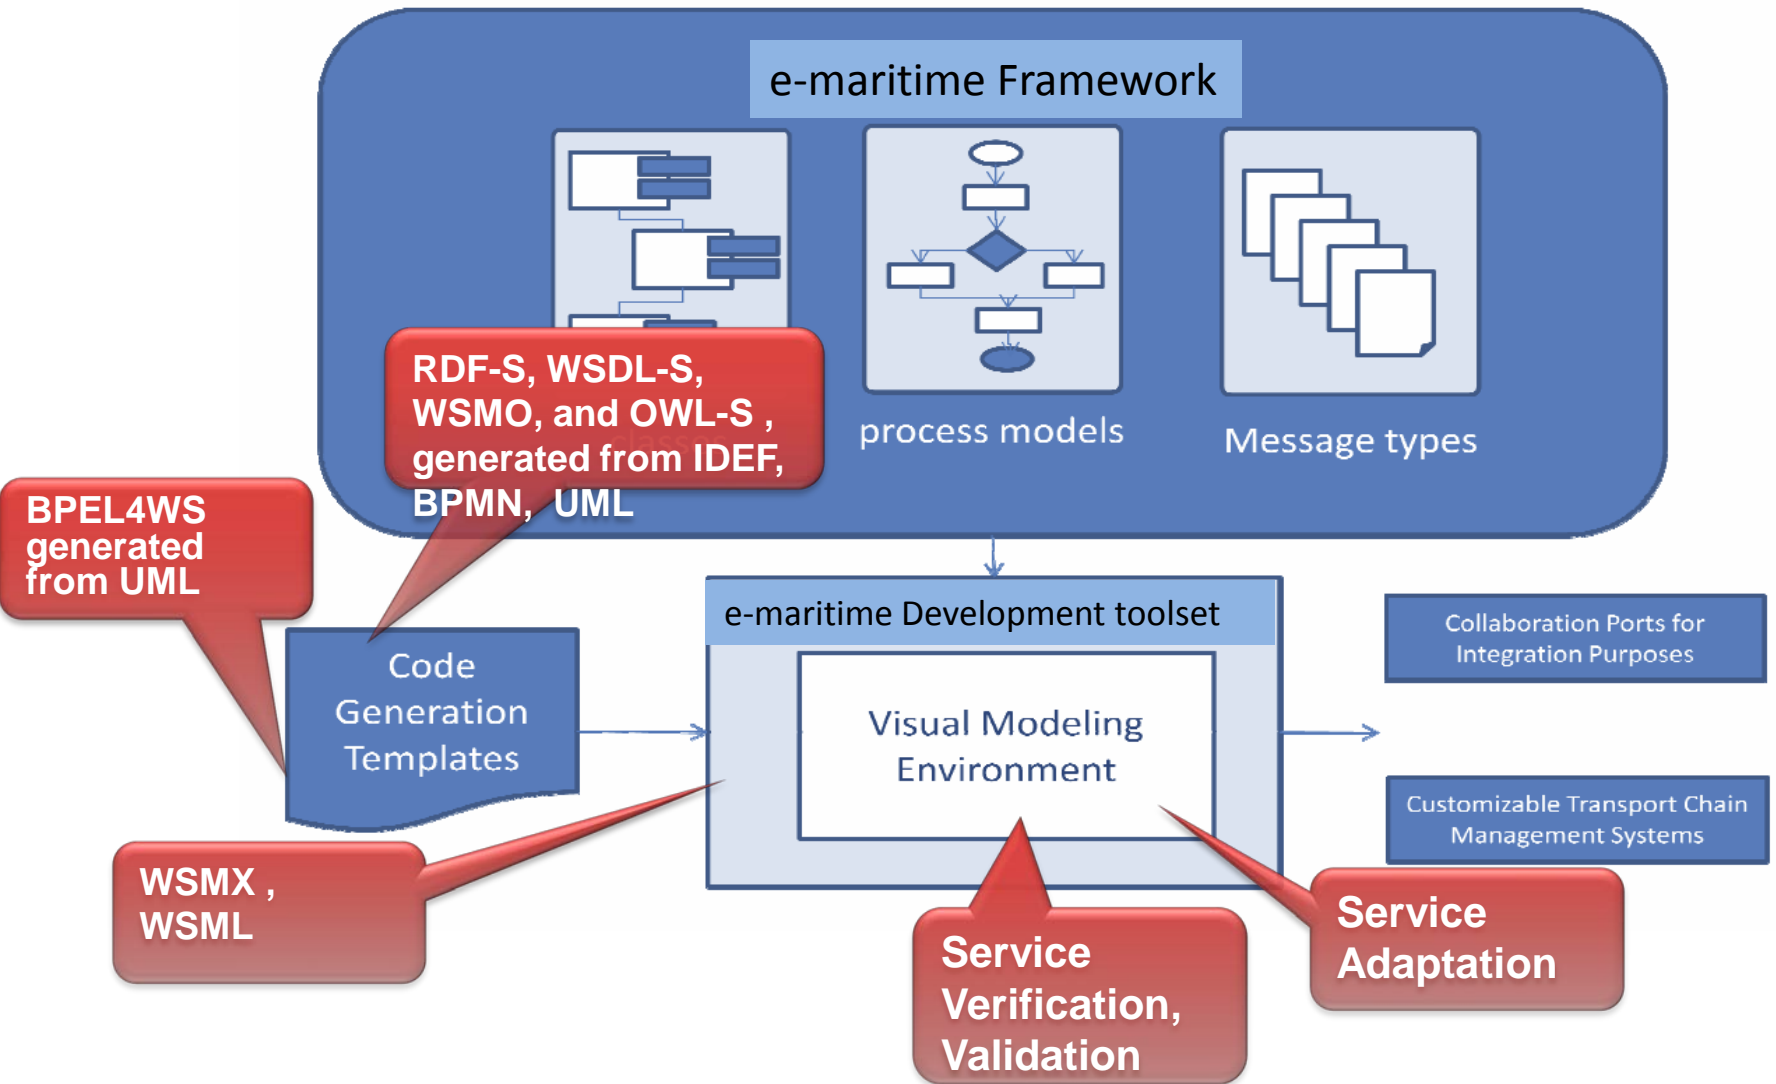 e-maritime Framework
RDF-S, WSDL-S,
WSMO, and OWL-S ,
generated from IDEF,
BPMN,  UML
classes
process models
Message types
BPEL4WS
generated
from UML
e-maritime Development toolset
Code
Generation
Templates
Visual Modeling
Environment
Collaboration Ports for
Integration Purposes
Customizable Transport Chain
Management Systems
WSMX ,
WSML
Service
Verification,
Validation
Service
Adaptation